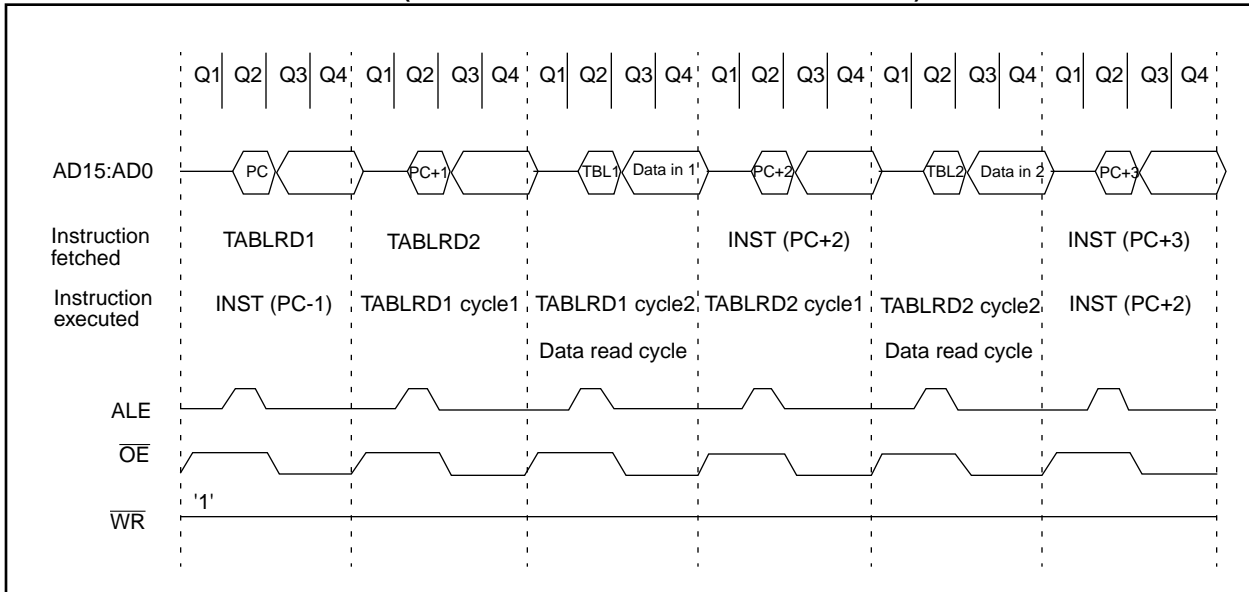 Q1 Q2 Q3 Q4 Q1 Q2 Q3 Q4 Q1 Q2 Q3 Q4 Q1 Q2 Q3 Q4 Q1 Q2 Q3 Q4 Q1 Q2 Q3 Q4
AD15:AD0 PC PC+1 TBL1 Data in 1 PC+2 TBL2 Data in 2 PC+3
Instruction
fetched
TABLRD1 TABLRD2 INST (PC+2) INST (PC+3)
Instruction
executed
INST (PC-1) TABLRD1 cycle1 TABLRD1 cycle2 TABLRD2 cycle1 TABLRD2 cycle2 INST (PC+2)
Data read cycle Data read cycle
ALE
OE
'1'
WR